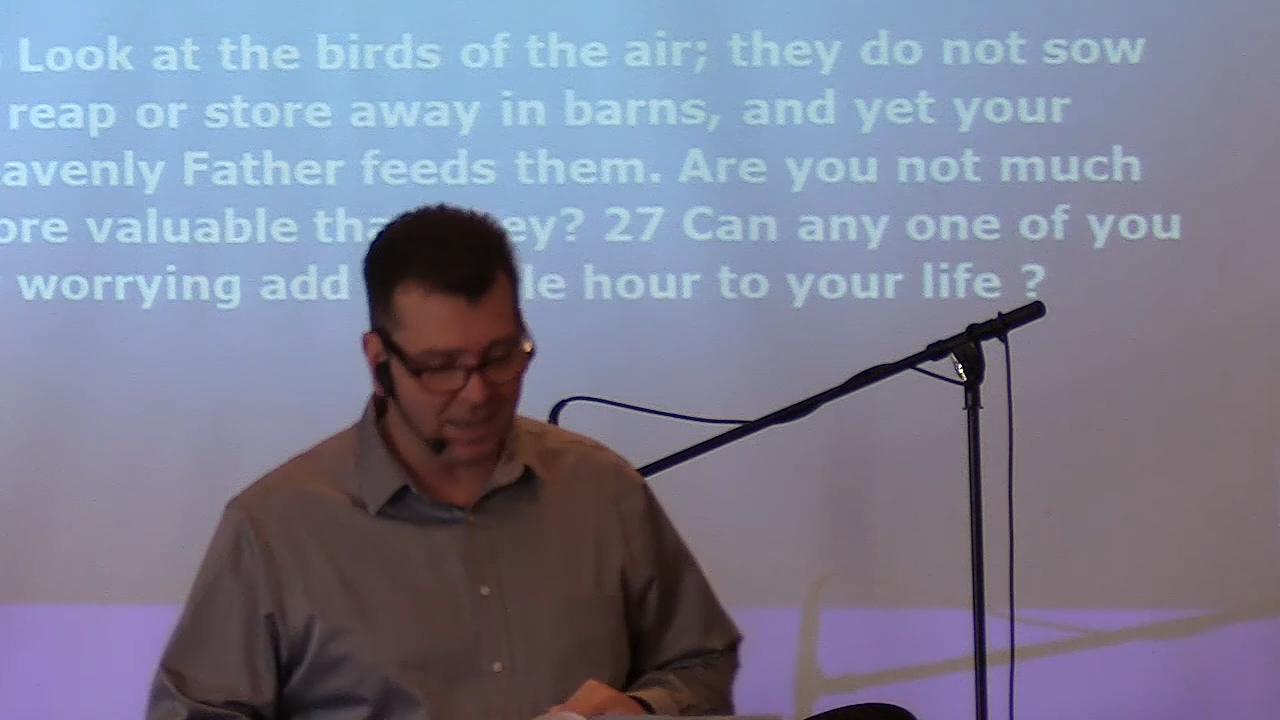 Look at the birds of the air; they do not sow
reap or store away in barns, and yet your
avenly Father feeds them. Are you not much
ore valuable tha ey? 27 Can any one of you
worrying add le hour to your life ?